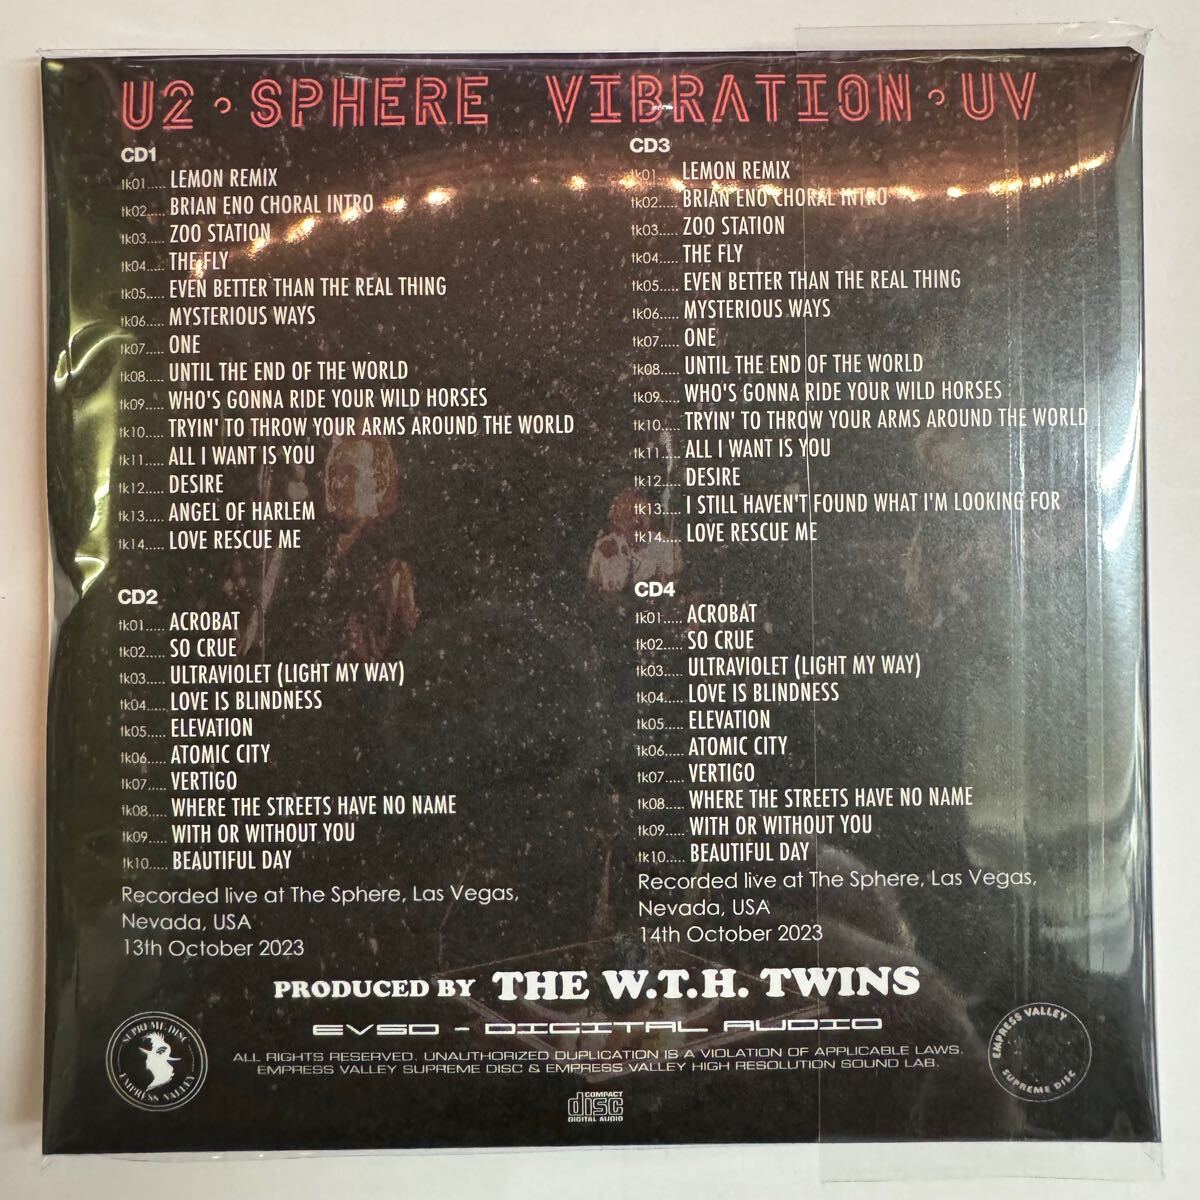 U2·SPHERE VIBRATION·UV
CD1
tk01..... LEMON REMIX
tk02..... BRIAN ENO CHORAL INTRO
tk03..... ZOO STATION
tk04..... THE FLY
tk05..... EVEN BETTER THAN THE REAL THING
tk06..... MYSTERIOUS WAYS
tk07..... ONE
tk08..... UNTIL THE END OF THE WORLD
tk09..... WHO'S GONNA RIDE YOUR WILD HORSES
tk10..... TRYIN' TO THROW YOUR ARMS AROUND THE WORLD
tk11..... ALL I WANT IS YOU
tk12..... DESIRE
tk13..... ANGEL OF HARLEM
tk14..... LOVE RESCUE ME
CD2
tk01..... ACROBAT
tk02..... SO CRUE
tk03..... ULTRAVIOLET (LIGHT MY WAY)
tk04..... LOVE IS BLINDNESS
tk05..... ELEVATION
tk06..... ATOMIC CITY
tk07..... VERTIGO
tk08..... WHERE THE STREETS HAVE NO NAME
tk09..... WITH OR WITHOUT YOU
tk10..... BEAUTIFUL DAY
Recorded live at The Sphere, Las Vegas,
Nevada, USA
13th October 2023
CD3
tk01..... LEMON REMIX
tk02..... BRIAN ENO CHORAL INTRO
tk03..... ZOO STATION
tk04..... THE FLY
tk05..... EVEN BETTER THAN THE REAL THING
tk06..... MYSTERIOUS WAYS
tk07..... ONE
tk08..... UNTIL THE END OF THE WORLD
tk09..... WHO'S GONNA RIDE YOUR WILD HORSES
tk10..... TRYIN' TO THROW YOUR ARMS AROUND THE WORLD
tk11..... ALL I WANT IS YOU
tk12..... DESIRE
tk13..... I STILL HAVEN'T FOUND WHAT I'M LOOKING FOR
tk14..... LOVE RESCUE ME
CD4
tk01..... ACROBAT
tk02..... SO CRUE
tk03..... ULTRAVIOLET (LIGHT MY WAY)
tk04..... LOVE IS BLINDNESS
tk05..... ELEVATION
tk06..... ATOMIC CITY
tk07..... VERTIGO
tk08..... WHERE THE STREETS HAVE NO NAME
tk09..... WITH OR WITHOUT YOU
tk10..... BEAUTIFUL DAY
Recorded live at The Sphere, Las Vegas,
Nevada, USA
14th October 2023
PRODUCED BY THE W.T.H. TWINS
EVSD - DIGITAL AUDIO
ALL RIGHTS RESERVED. UNAUTHORIZED DUPLICATION IS A VIOLATION OF APPLICABLE LAWS.
EMPRESS VALLEY SUPREME DISC & EMPRESS VALLEY HIGH RESOLUTION SOUND LAB.
SUPREME DISC
EMPRESS VALLEY
EMPRESS VALLEY
SUPREME DISC
COMPACT
disc
DIGITAL AUDIO